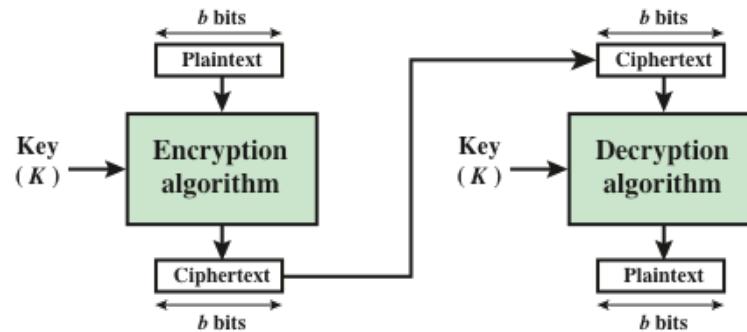 b bits
Plaintext
Key
(K)
Encryption
algorithm
Ciphertext
b bits
b bits
Ciphertext
Key
(K)
Decryption
algorithm
Plaintext
b bits